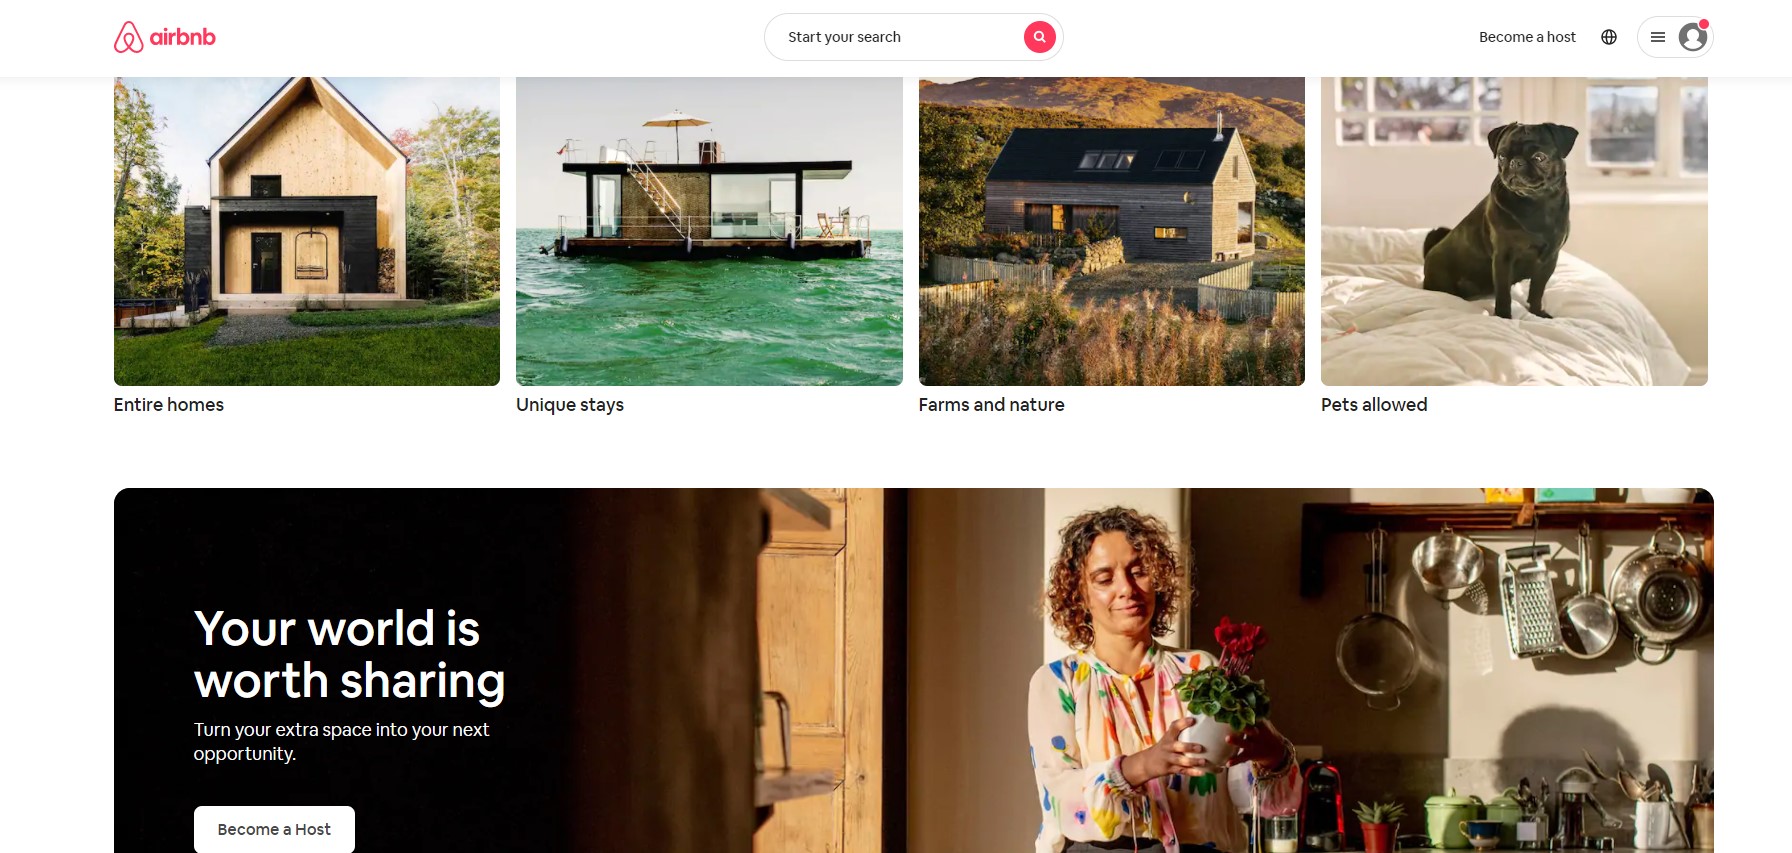 airbnb
Start your search
Become a host
Entire homes
Unique stays
Farms and nature
Pets allowed
Your world is
worth sharing
Turn your extra space into your next
opportunity.
Become a Host